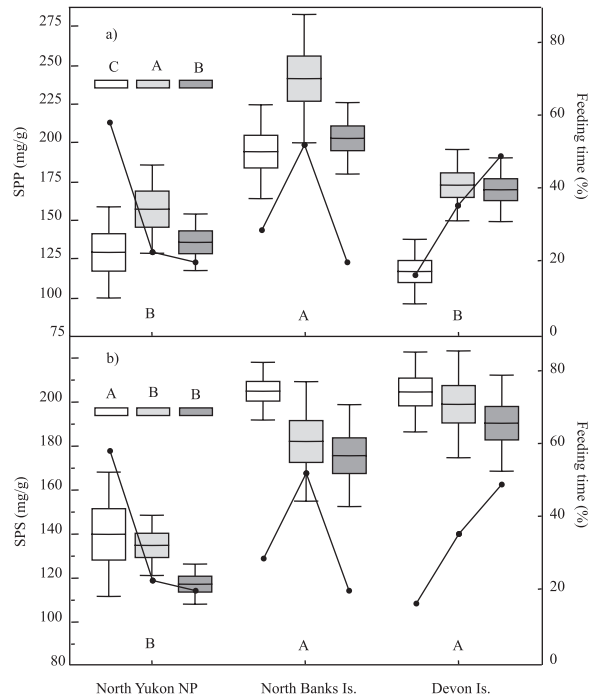 a)
C A B
275
250
225
200
175
150
125
100
75
SPP (mg/g)
80
60
40
20
0
Feeding time (%)
B A B
b)
A B B
200
180
160
140
120
100
80
SPS (mg/g)
80
60
40
20
0
Feeding time (%)
B A A
North Yukon NP North Banks Is. Devon Is.